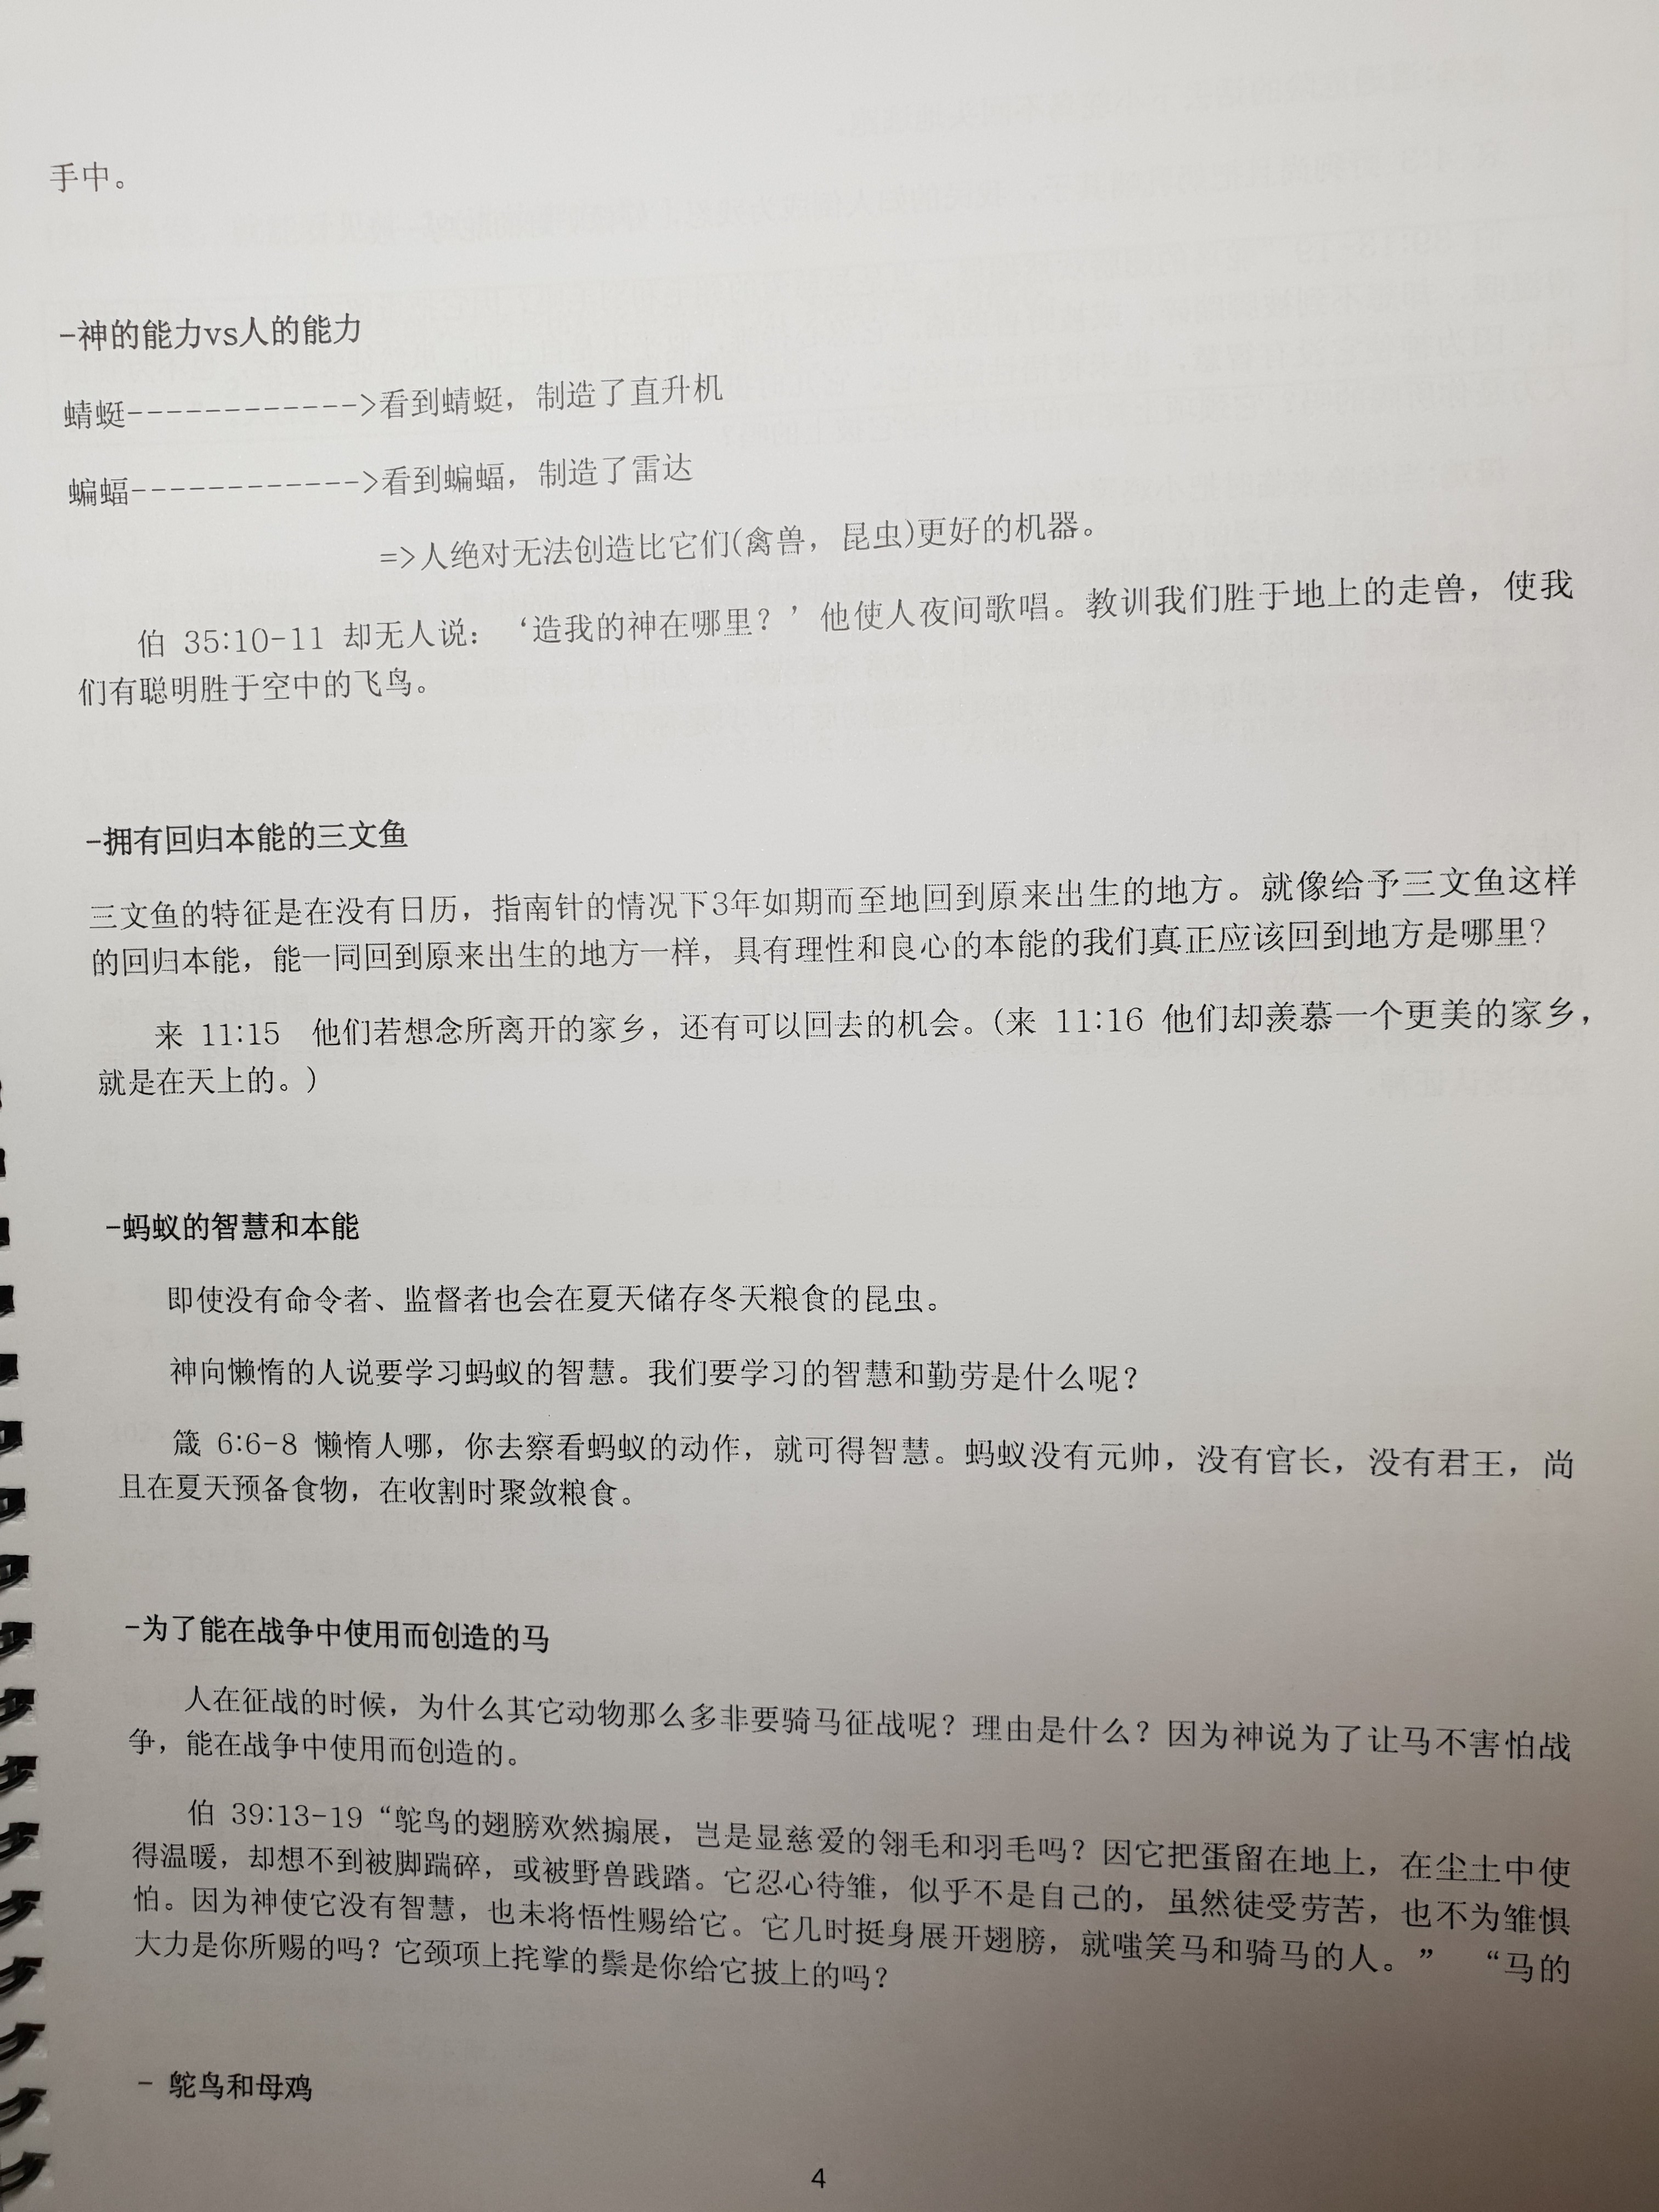 手中。
-神的能力vs人的能力
蜻蜓------------>看到蜻蜓，制造了直升机
蝙蝠------------>看到蝙蝠，制造了雷达
=>人绝对无法创造比它们(禽兽，昆虫)更好的机器。
伯 35:10-11 却无人说：‘造我的神在哪里？’他使人夜间歌唱。教训我们胜于地上的走兽，使我
们有聪明胜于空中的飞鸟。
-拥有回归本能的三文鱼
三文鱼的特征是在没有日历，指南针的情况下3年如期而至地回到原来出生的地方。就像给予三文鱼这样
的回归本能，能一同回到原来出生的地方一样，具有理性和良心的本能的我们真正应该回到地方是哪里？
来 11:15 他们若想念所离开的家乡，还有可以回去的机会。(来 11:16 他们却羡慕一个更美的家乡，
就是在天上的。)
-蚂蚁的智慧和本能
即使没有命令者、监督者也会在夏天储存冬天粮食的昆虫。
神向懒惰的人说要学习蚂蚁的智慧。我们要学习的智慧和勤劳是什么呢？
箴 6:6-8 懒惰人哪，你去察看蚂蚁的动作，就可得智慧。蚂蚁没有元帅，没有官长，没有君王，尚
且在夏天预备食物，在收割时聚敛粮食。
-为了能在战争中使用而创造的马
人在征战的时候，为什么其它动物那么多非要骑马征战呢？理由是什么？因为神说为了让马不害怕战
争，能在战争中使用而创造的。
伯 39:13-19“鸵鸟的翅膀欢然搧展，岂是显慈爱的翎毛和羽毛吗？因它把蛋留在地上，在尘土中使
得温暖，却想不到被脚踹碎，或被野兽践踏。它忍心待雏，似乎不是自己的，虽然徒受劳苦，也不为雏惧
怕。因为神使它没有智慧，也未将悟性赐给它。它几时挺身展开翅膀，就嗤笑马和骑马的人。” “马的
大力是你所赐的吗？它颈项上挓挲的鬃是你给它披上的吗？
- 鸵鸟和母鸡
4